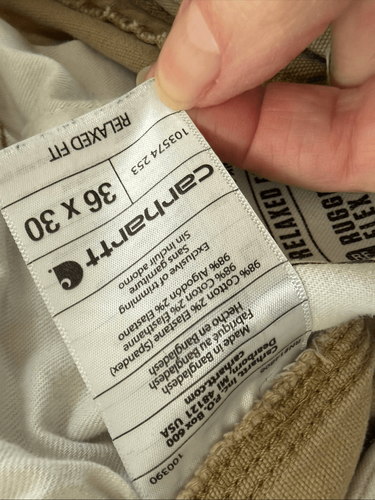 RELAXED FIT
103574 253
36 x 30
carhartt
98% Cotton 2% Elastane (Spandex)
98% Coton 2% Élasthanne
98% Algodón 2% Elastano
Exclusive of trimming
Sans garniture
Sin incluir adorno
Made in Bangladesh
Fabriqué au Bangladesh
Hecho en Bangladesh
Carhartt, Inc.
P.O. Box 600
Dearborn, MI 48121 USA
carhartt.com
100390
RELAXED
RUGG
FLEX